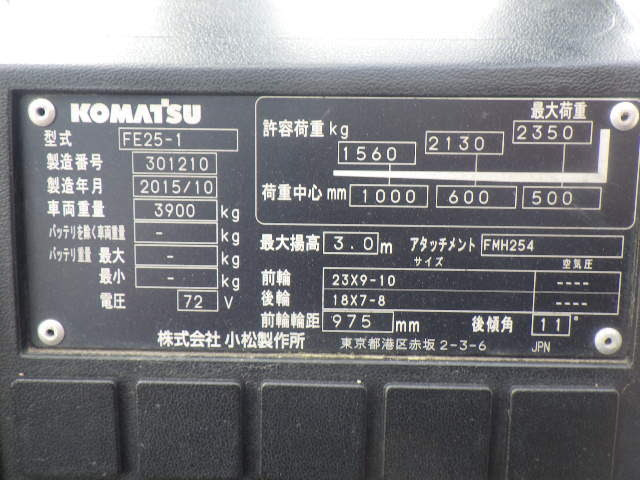 KOMATSU
型式 FE25-1
製造番号 301210
製造年月 2015/10
車両重量 3900 kg
バッテリを除く車両重量 - kg
バッテリ重量 最大 - kg
最小 - kg
電圧 72 V
最大荷重
許容荷重 kg 1560 2130 2350
荷重中心 mm 1000 600 500
最大揚高 3.0 m アタッチメント FMH254
サイズ 空気圧
前輪 23X9-10 ----
後輪 18X7-8 ----
前輪輪距 975 mm 後傾角 11°
株式会社 小松製作所 東京都港区赤坂2-3-6 JPN